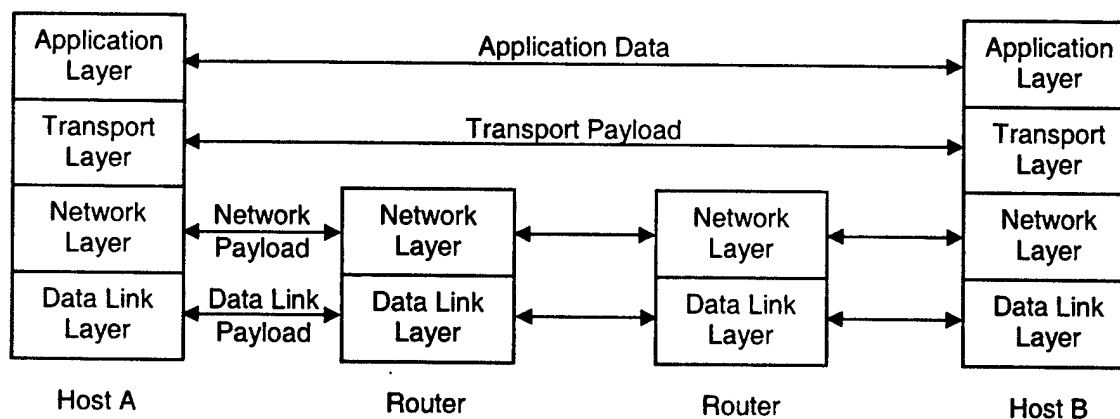 Application
Layer
Application Data
Application
Layer
Transport
Layer
Transport Payload
Transport
Layer
Network
Layer
Network
Payload
Network
Layer
Network
Layer
Network
Layer
Data Link
Layer
Data Link
Payload
Data Link
Layer
Data Link
Layer
Data Link
Layer
Host A
Router
Router
Host B